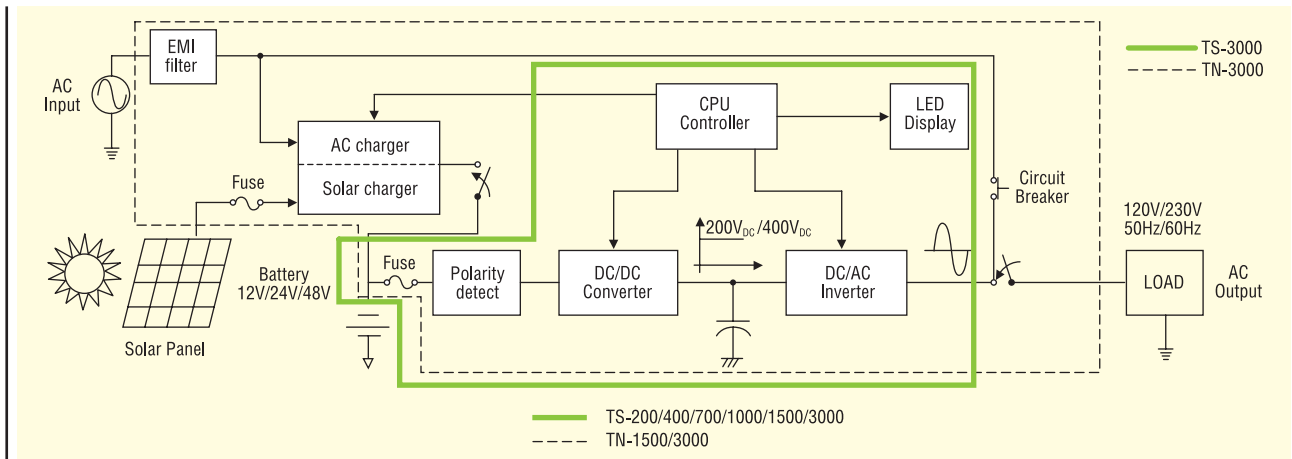 EMI
filter
TS-3000
TN-3000
AC
Input
CPU
Controller
LED
Display
AC charger
Solar charger
Fuse
Circuit
Breaker
120V/230V
50Hz/60Hz
200VDC/400VDC
Battery
12V/24V/48V
Fuse
Polarity
detect
DC/DC
Converter
DC/AC
Inverter
LOAD
AC
Output
Solar Panel
TS-200/400/700/1000/1500/3000
TN-1500/3000